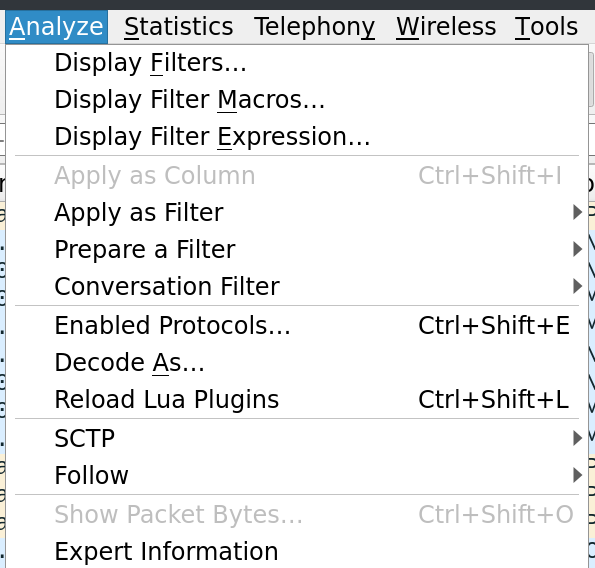 Analyze Statistics Telephony Wireless Tools
Display Filters...
Display Filter Macros...
Display Filter Expression...
Apply as Column Ctrl+Shift+I
Apply as Filter
Prepare a Filter
Conversation Filter
Enabled Protocols... Ctrl+Shift+E
Decode As...
Reload Lua Plugins Ctrl+Shift+L
SCTP
Follow
Show Packet Bytes... Ctrl+Shift+O
Expert Information